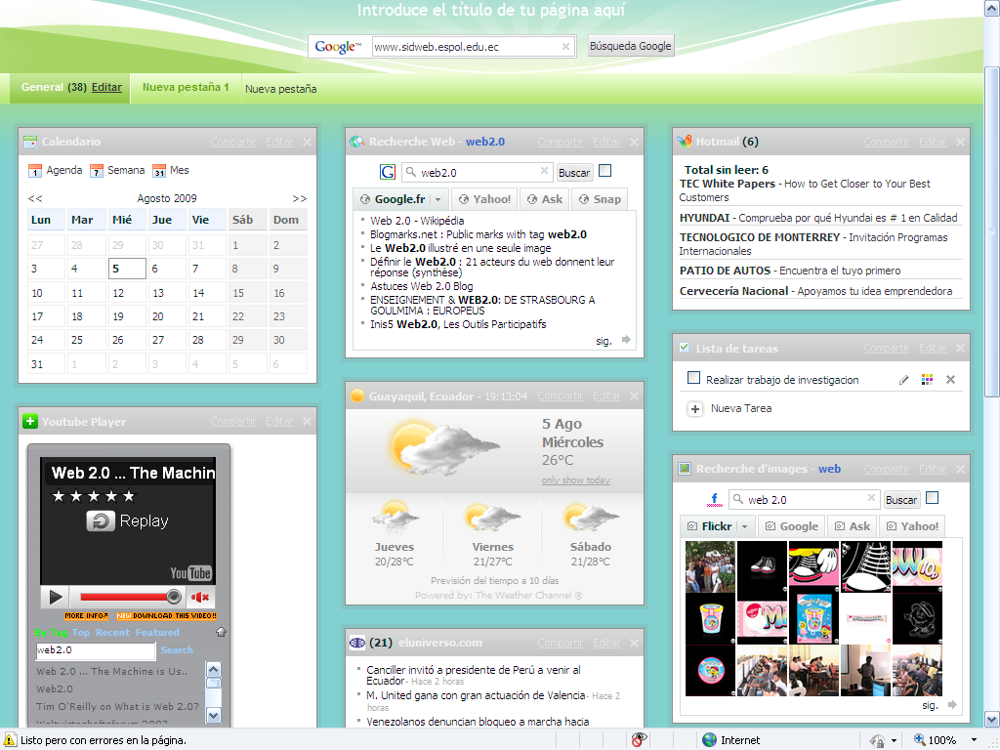 Introduce el título de tu página aquí
Google™ www.sidweb.espol.edu.ec Búsqueda Google
General (38) Editar Nueva pestaña 1 Nueva pestaña
Calendario Compartir Editar
Agenda Semana Mes
<< Agosto 2009 >>
Lun Mar Mié Jue Vie Sáb Dom
27 28 29 30 31 1 2
3 4 5 6 7 8 9
10 11 12 13 14 15 16
17 18 19 20 21 22 23
24 25 26 27 28 29 30
31 1 2 3 4 5 6
Youtube Player Compartir Editar
Web 2.0 ... The Machin
Replay
YouTube
MORE INFO NEW DOWNLOAD THIS VIDEO!!
By Tag Top Recent Featured
web2.0 Search
Web 2.0 ... The Machine is Us..
Web2.0
Tim O'Reilly on What is Web 2.0?
Recherche Web - web2.0 Compartir Editar
web2.0 Buscar
Google.fr Yahoo! Ask Snap
Web 2.0 - Wikipédia
Blogmarks.net : Public marks with tag web2.0
Le Web2.0 illustré en une seule image
Définir le Web2.0 : 21 acteurs du web donnent leur
réponse (synthèse)
Astuces Web 2.0 Blog
ENSEIGNEMENT & WEB2.0: DE STRASBOURG A
GOULMIMA : EUROPEUS
Inis5 Web2.0, Les Outils Participatifs
sig.
Guayaquil, Ecuador - 19:13:04 Compartir Editar
5 Ago
Miércoles
26°C
only show today
Jueves Viernes Sábado
20/28°C 21/27°C 21/28°C
Previsión del tiempo a 10 días
Powered by: The Weather Channel ®
(21) eluniverso.com Compartir Editar
Canciller invitó a presidente de Perú a venir al
Ecuador- Hace 2 horas
M. United gana con gran actuación de Valencia- Hace 2
horas
Venezolanos denuncian bloqueo a marcha hacia
Hotmail (6) Compartir Editar
Total sin leer: 6
TEC White Papers - How to Get Closer to Your Best
Customers
HYUNDAI - Comprueba por qué Hyundai es # 1 en Calidad
TECNOLOGICO DE MONTERREY - Invitación Programas
Internacionales
PATIO DE AUTOS - Encuentra el tuyo primero
Cervecería Nacional - Apoyamos tu idea emprendedora
Lista de tareas Compartir Editar
Realizar trabajo de investigacion
Nueva Tarea
Recherche d'images - web Compartir Editar
web 2.0 Buscar
Flickr Google Ask Yahoo!
sig.
Listo pero con errores en la página. Internet 100%